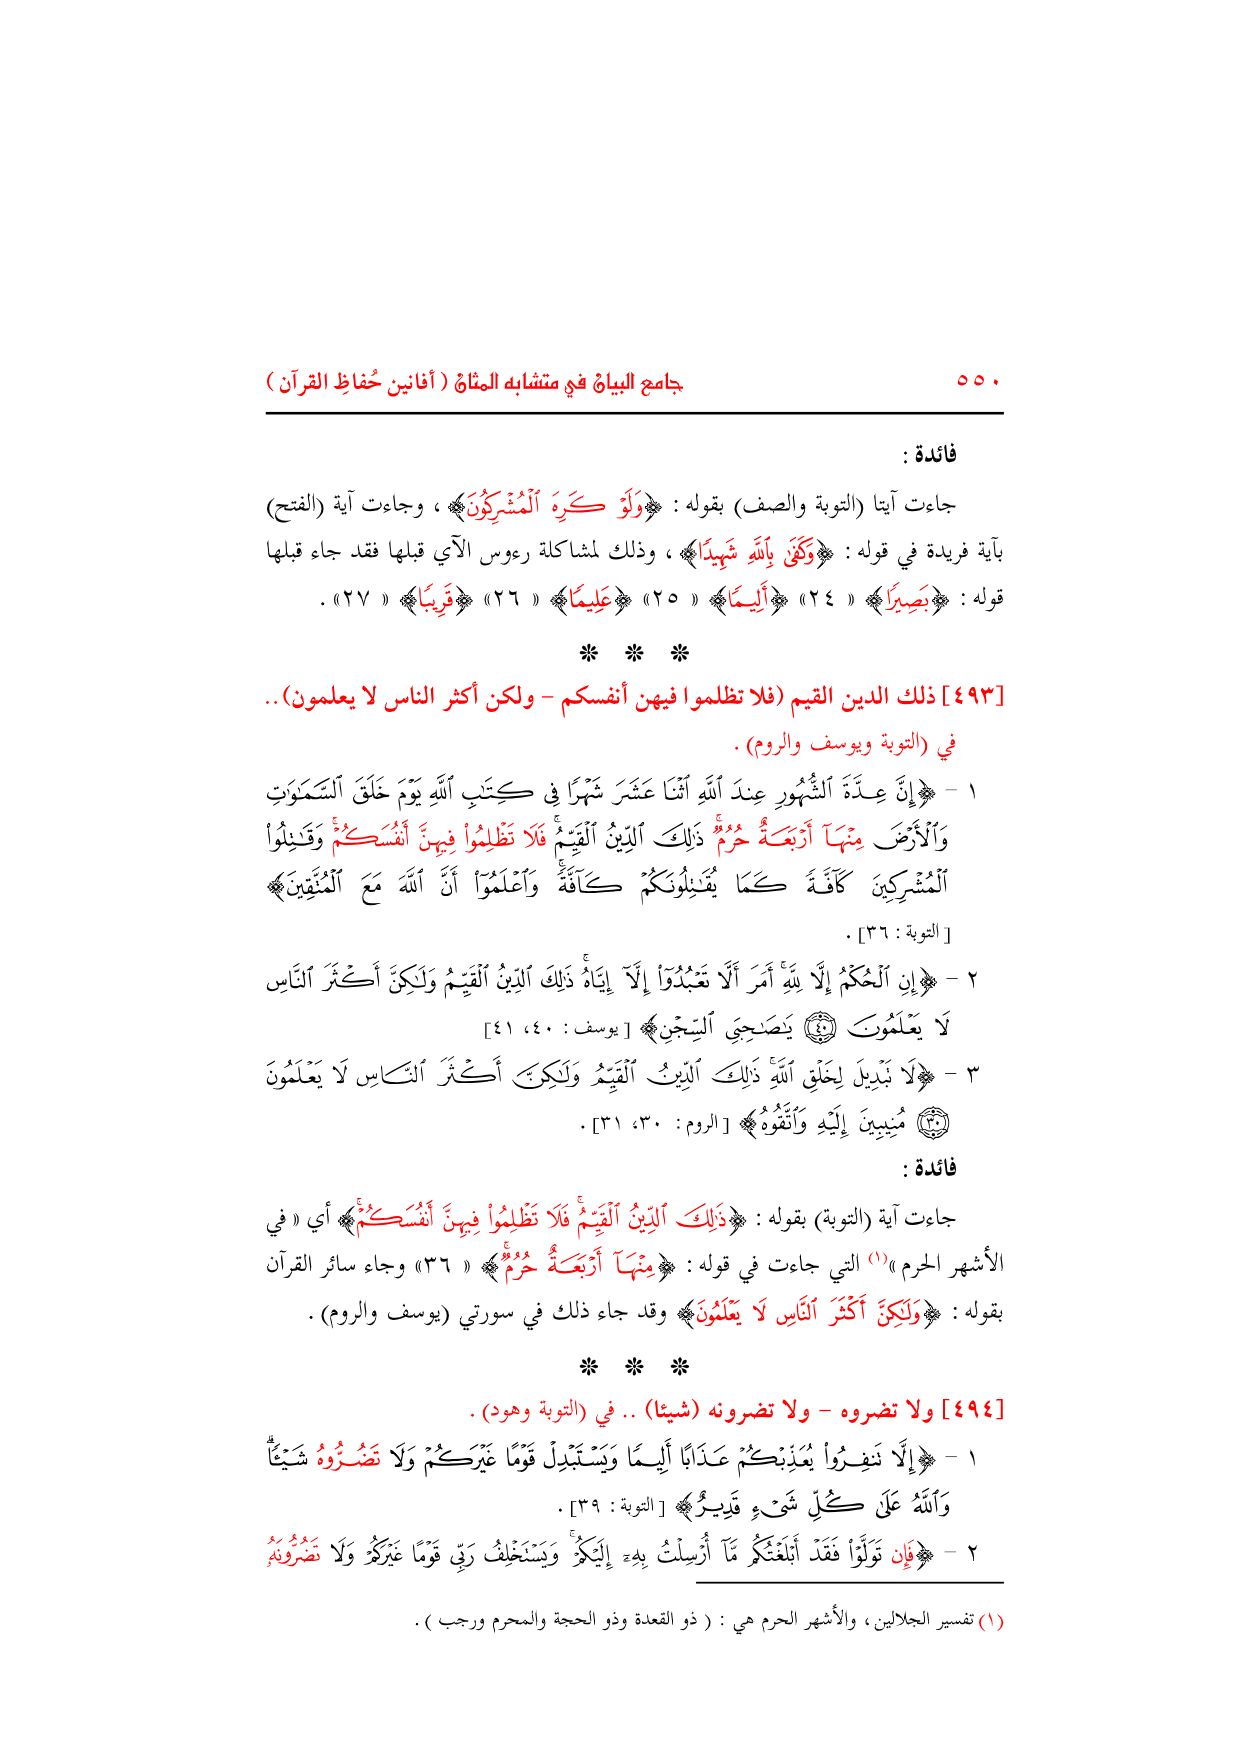 ٥٥٠ جامع البيان في متشابه المثان ( أفانين حُفاظِ القرآن )
فائدة :
جاءت آيتا (التوبة والصف) بقوله : ﴿وَلَوۡ كَرِهَ ٱلۡمُشۡرِكُونَ﴾ ، وجاءت آية (الفتح)
بآية فريدة في قوله : ﴿وَكَفَىٰ بِٱللَّهِ شَهِيدٗا﴾ ، وذلك لمشاكلة رءوس الآي قبلها فقد جاء قبلها
قوله : ﴿بَصِيرًا﴾ « ٢٤» ﴿أَلِيمٗا﴾ « ٢٥» ﴿عَلِيمٗا﴾ « ٢٦» ﴿قَرِيبًا﴾ « ٢٧» .
❊ ❊ ❊
[٤٩٣] ذلك الدين القيم (فلا تظلموا فيهن أنفسكم – ولكن أكثر الناس لا يعلمون)..
في (التوبة ويوسف والروم) .
١ – ﴿إِنَّ عِدَّةَ ٱلشُّهُورِ عِندَ ٱللَّهِ ٱثۡنَا عَشَرَ شَهۡرٗا فِي كِتَٰبِ ٱللَّهِ يَوۡمَ خَلَقَ ٱلسَّمَٰوَٰتِ
وَٱلۡأَرۡضَ مِنۡهَآ أَرۡبَعَةٌ حُرُمٞۚ ذَٰلِكَ ٱلدِّينُ ٱلۡقَيِّمُۚ فَلَا تَظۡلِمُواْ فِيهِنَّ أَنفُسَكُمۡۚ وَقَٰتِلُواْ
ٱلۡمُشۡرِكِينَ كَآفَّةٗ كَمَا يُقَٰتِلُونَكُمۡ كَآفَّةٗۚ وَٱعۡلَمُوٓاْ أَنَّ ٱللَّهَ مَعَ ٱلۡمُتَّقِينَ﴾
[ التوبة : ٣٦] .
٢ – ﴿إِنِ ٱلۡحُكۡمُ إِلَّا لِلَّهِۚ أَمَرَ أَلَّا تَعۡبُدُوٓاْ إِلَّآ إِيَّاهُۚ ذَٰلِكَ ٱلدِّينُ ٱلۡقَيِّمُ وَلَٰكِنَّ أَكۡثَرَ ٱلنَّاسِ
لَا يَعۡلَمُونَ ٤٠ يَٰصَٰحِبَيِ ٱلسِّجۡنِ﴾ [ يوسف : ٤٠، ٤١]
٣ – ﴿لَا تَبۡدِيلَ لِخَلۡقِ ٱللَّهِۚ ذَٰلِكَ ٱلدِّينُ ٱلۡقَيِّمُ وَلَٰكِنَّ أَكۡثَرَ ٱلنَّاسِ لَا يَعۡلَمُونَ
٣٠ مُنِيبِينَ إِلَيۡهِ وَٱتَّقُوهُ﴾ [ الروم : ٣٠، ٣١] .
فائدة :
جاءت آية (التوبة) بقوله : ﴿ذَٰلِكَ ٱلدِّينُ ٱلۡقَيِّمُۚ فَلَا تَظۡلِمُواْ فِيهِنَّ أَنفُسَكُمۡۚ﴾ أي « في
الأشهر الحرم »(١) التي جاءت في قوله : ﴿مِنۡهَآ أَرۡبَعَةٌ حُرُمٞۚ﴾ « ٣٦» وجاء سائر القرآن
بقوله : ﴿وَلَٰكِنَّ أَكۡثَرَ ٱلنَّاسِ لَا يَعۡلَمُونَ﴾ وقد جاء ذلك في سورتي (يوسف والروم) .
❊ ❊ ❊
[٤٩٤] ولا تضروه – ولا تضرونه (شيئا) .. في (التوبة وهود) .
١ – ﴿إِلَّا تَنفِرُواْ يُعَذِّبۡكُمۡ عَذَابًا أَلِيمٗا وَيَسۡتَبۡدِلۡ قَوۡمًا غَيۡرَكُمۡ وَلَا تَضُرُّوهُ شَيۡـٔٗاۗ
وَٱللَّهُ عَلَىٰ كُلِّ شَيۡءٖ قَدِيرٌ﴾ [ التوبة : ٣٩] .
٢ – ﴿فَإِن تَوَلَّوۡاْ فَقَدۡ أَبۡلَغۡتُكُم مَّآ أُرۡسِلۡتُ بِهِۦٓ إِلَيۡكُمۡۚ وَيَسۡتَخۡلِفُ رَبِّي قَوۡمًا غَيۡرَكُمۡ وَلَا تَضُرُّونَهُۥ
(١) تفسير الجلالين ، والأشهر الحرم هي : ( ذو القعدة وذو الحجة والمحرم ورجب ) .